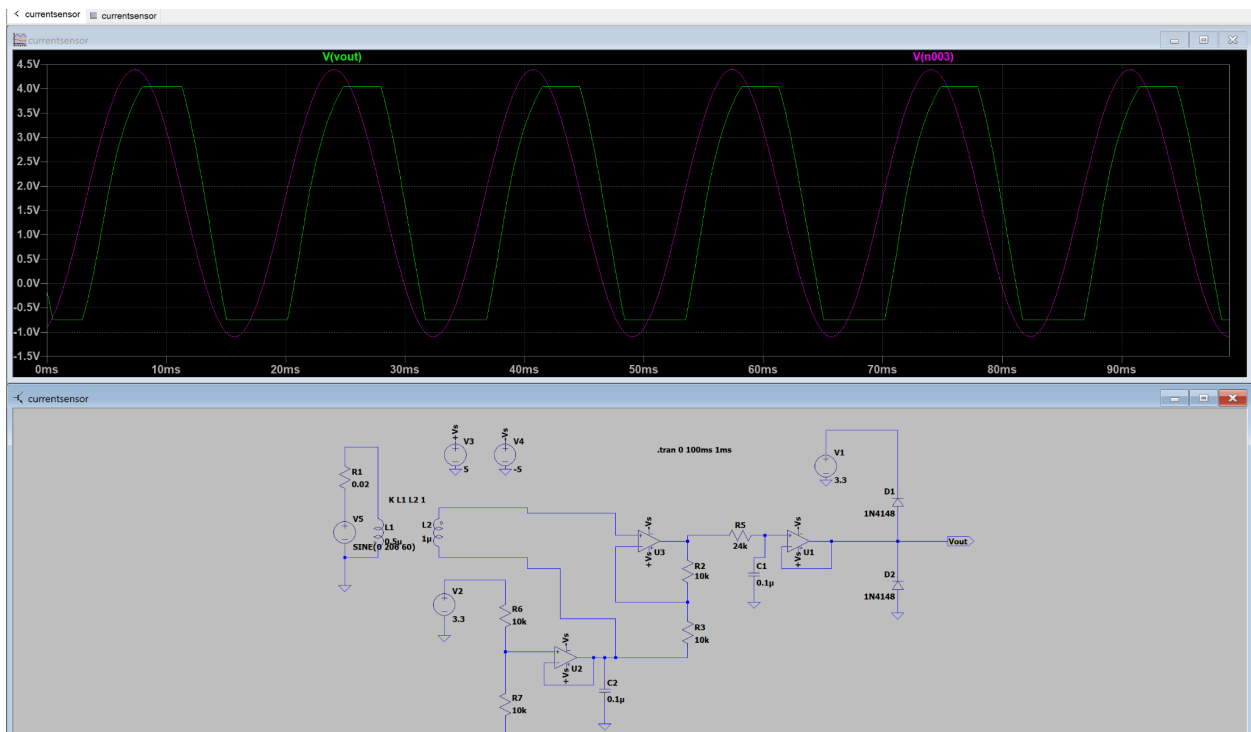 currentsensor currentsensor
currentsensor
V(vout) V(n003)
4.5V
4.0V
3.5V
3.0V
2.5V
2.0V
1.5V
1.0V
0.5V
0.0V
-0.5V
-1.0V
-1.5V
0ms 10ms 20ms 30ms 40ms 50ms 60ms 70ms 80ms 90ms
currentsensor
+Vs V3 5
-Vs V4 -5
.tran 0 100ms 1ms
V1 3.3
R1 0.02
K L1 L2 1
V5
SINE(0 208 60)
L1 0.5µ
L2 1µ
-Vs +Vs U3
R5 24k
-Vs +Vs U1
D1 1N4148
Vout
C1 0.1µ
R2 10k
D2 1N4148
V2 3.3
R6 10k
R3 10k
-Vs +Vs U2
C2 0.1µ
R7 10k